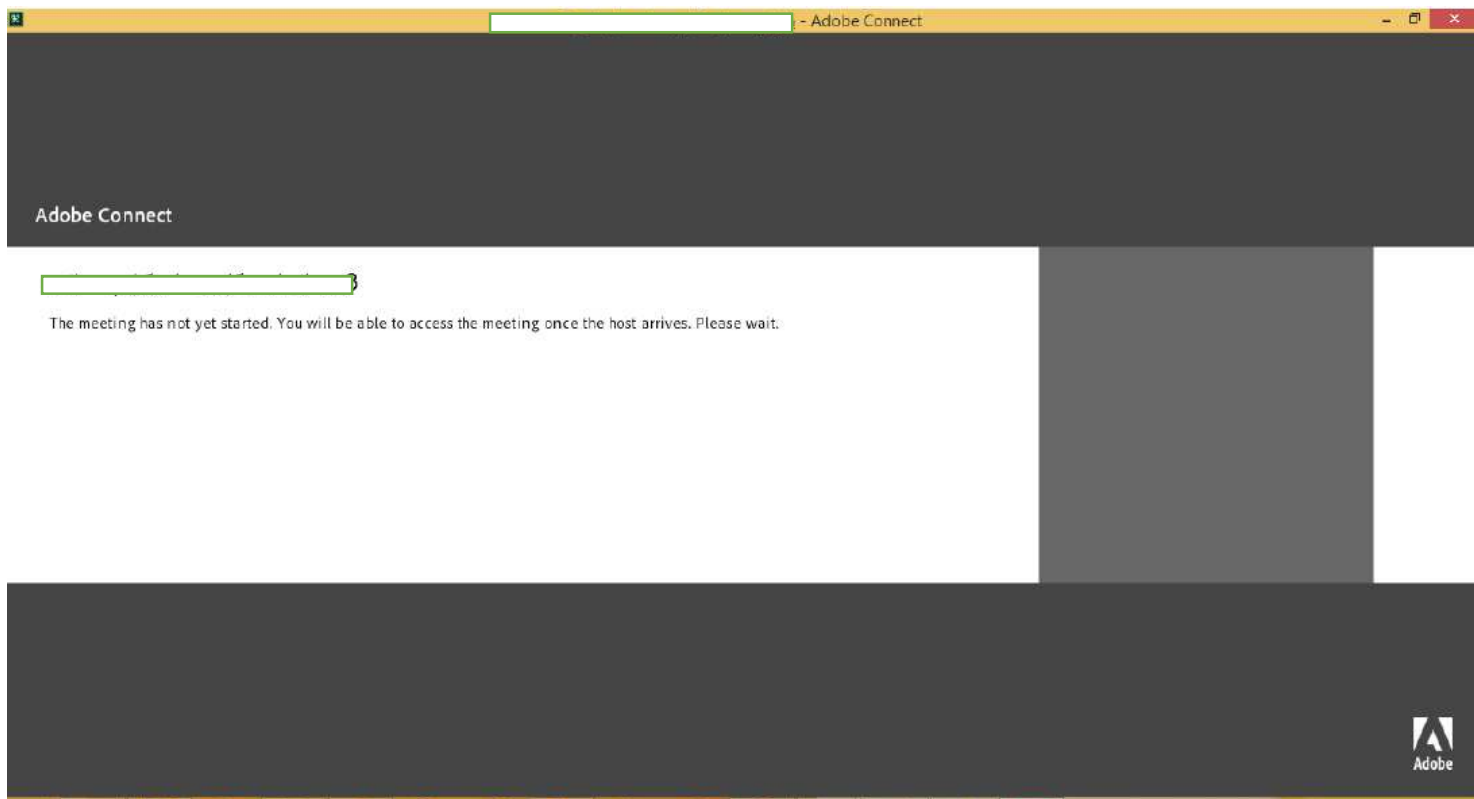 - Adobe Connect
Adobe Connect
3
The meeting has not yet started. You will be able to access the meeting once the host arrives. Please wait.
Adobe